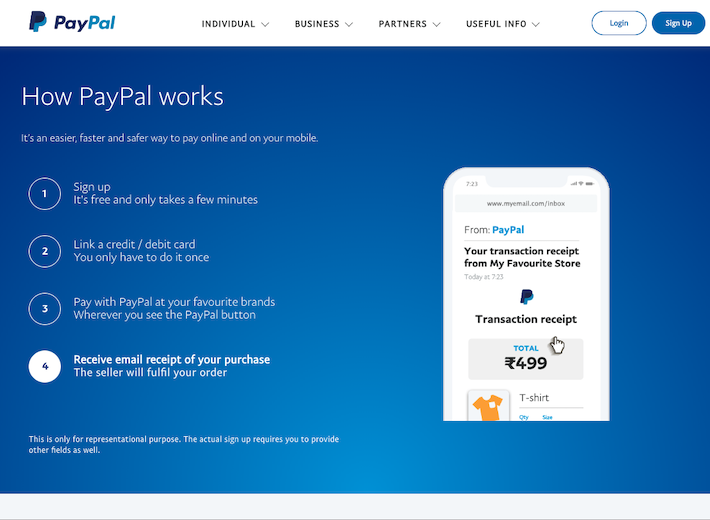 PayPal
INDIVIDUAL
BUSINESS
PARTNERS
USEFUL INFO
Login
Sign Up
How PayPal works
It's an easier, faster and safer way to pay online and on your mobile.
1
Sign up
It's free and only takes a few minutes
2
Link a credit / debit card
You only have to do it once
3
Pay with PayPal at your favourite brands
Wherever you see the PayPal button
4
Receive email receipt of your purchase
The seller will fulfil your order
This is only for representational purpose. The actual sign up requires you to provide
other fields as well.
7:23
www.myemail.com/inbox
From: PayPal
Your transaction receipt
from My Favourite Store
Today at 7:23
Transaction receipt
TOTAL
₹499
T-shirt
Qty Size